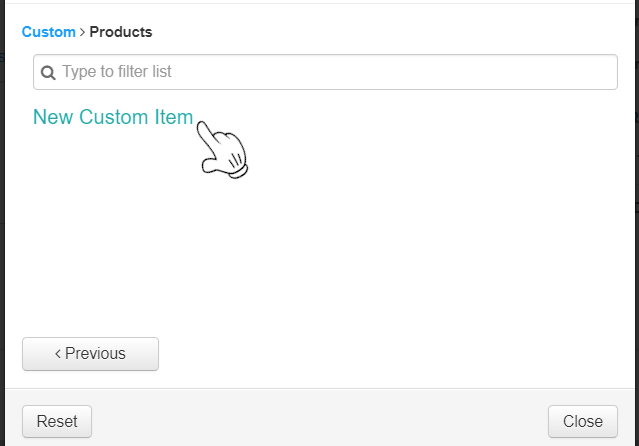 Custom > Products
Type to filter list
New Custom Item
< Previous
Reset
Close